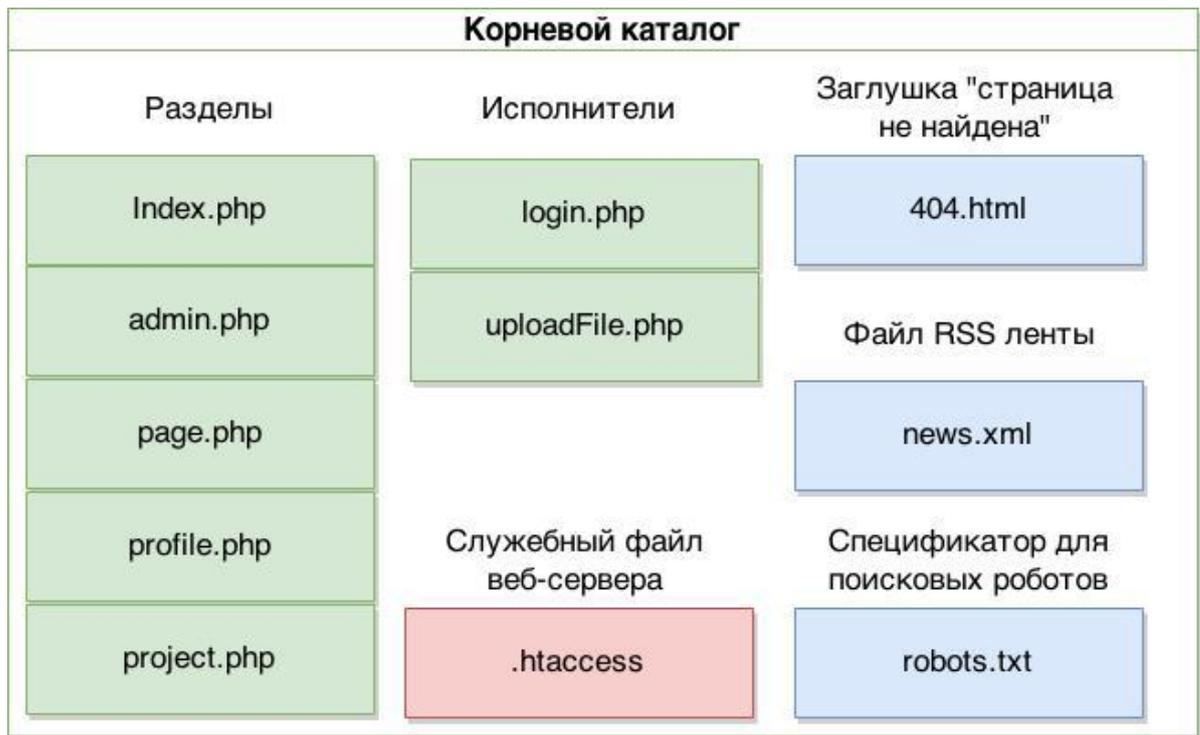 Корневой каталог
Разделы
Index.php
admin.php
page.php
profile.php
project.php
Исполнители
login.php
uploadFile.php
Служебный файл
веб-сервера
.htaccess
Заглушка "страница
не найдена"
404.html
Файл RSS ленты
news.xml
Спецификатор для
поисковых роботов
robots.txt